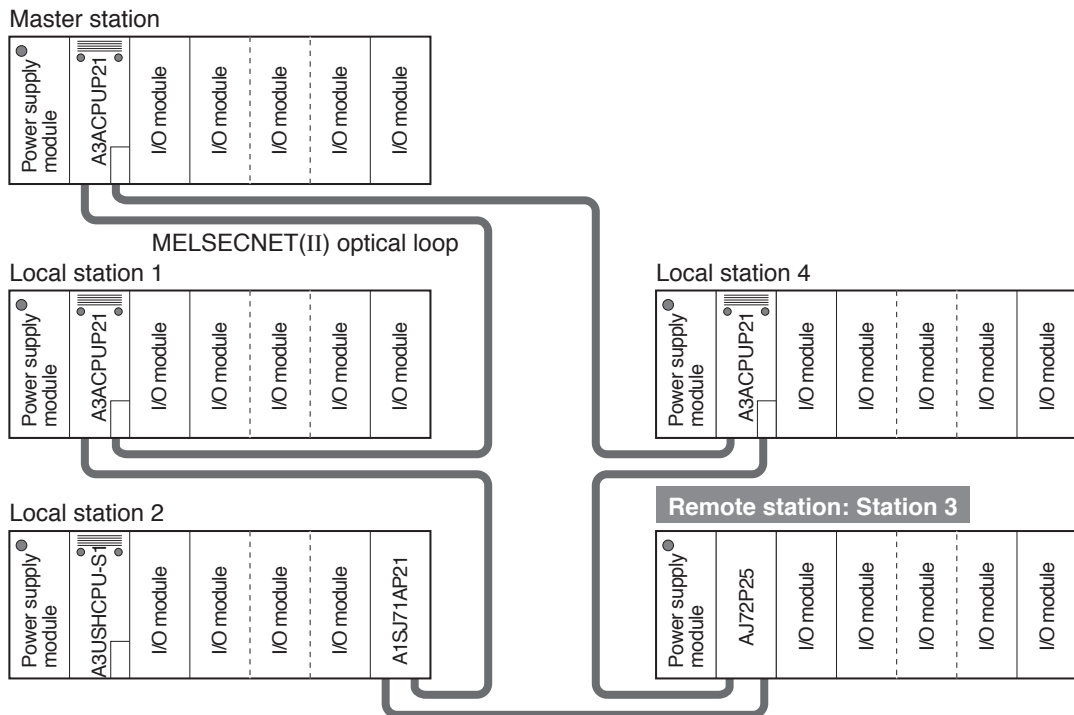 Master station
Power supply
module
A3ACPUP21
I/O module
I/O module
I/O module
I/O module
I/O module
MELSECNET(II) optical loop
Local station 1
Power supply
module
A3ACPUP21
I/O module
I/O module
I/O module
I/O module
I/O module
Local station 4
Power supply
module
A3ACPUP21
I/O module
I/O module
I/O module
I/O module
I/O module
Local station 2
Power supply
module
A3USHCPU-S1
I/O module
I/O module
I/O module
I/O module
A1SJ71AP21
Remote station: Station 3
Power supply
module
AJ72P25
I/O module
I/O module
I/O module
I/O module
I/O module